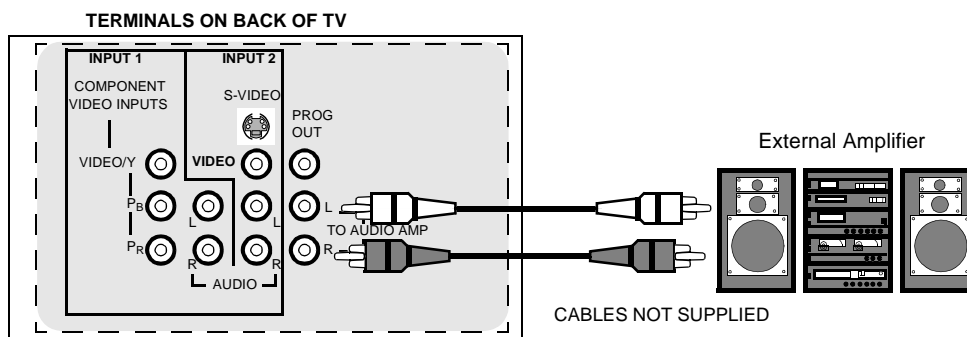 TERMINALS ON BACK OF TV
INPUT 1
INPUT 2
COMPONENT
VIDEO INPUTS
S-VIDEO
PROG
OUT
VIDEO/Y
VIDEO
PB
L
L
L
TO AUDIO AMP
PR
R
R
R
AUDIO
External Amplifier
CABLES NOT SUPPLIED